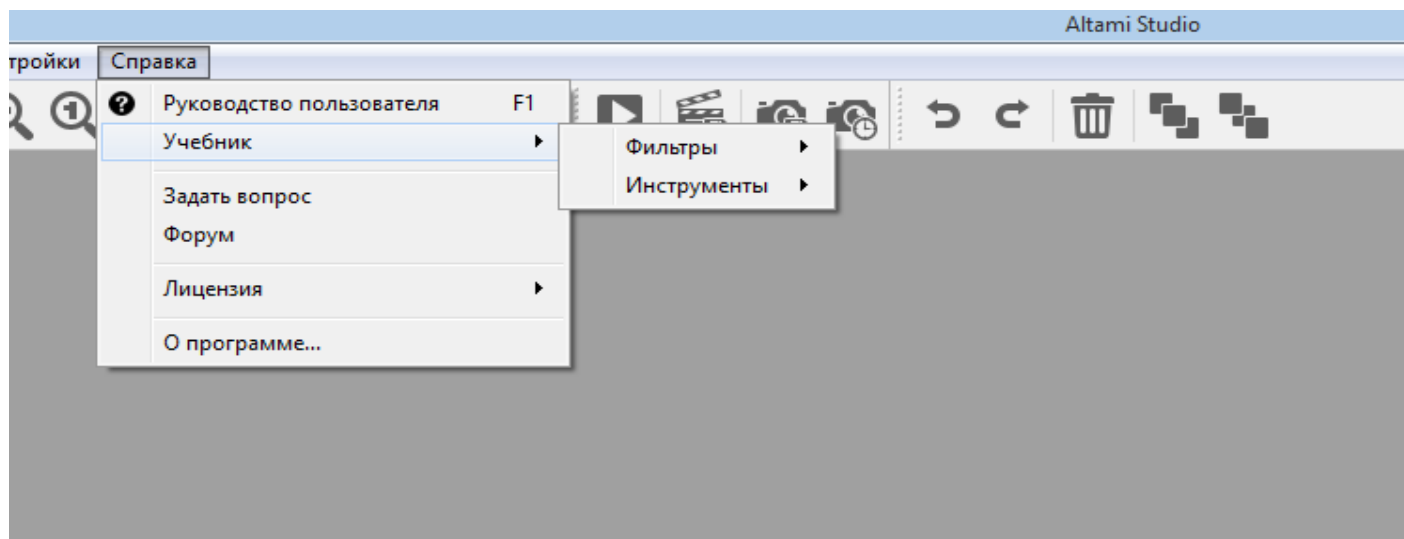 Altami Studio
тройки Справка
Руководство пользователя F1
Учебник
Фильтры
Инструменты
Задать вопрос
Форум
Лицензия
О программе...